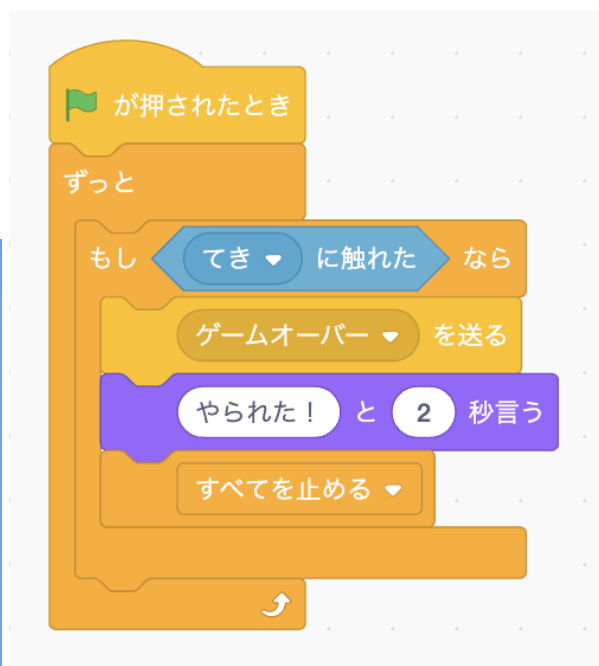 が押されたとき
ずっと
もし てき に触れた なら
ゲームオーバー を送る
やられた！ と 2 秒言う
すべてを止める